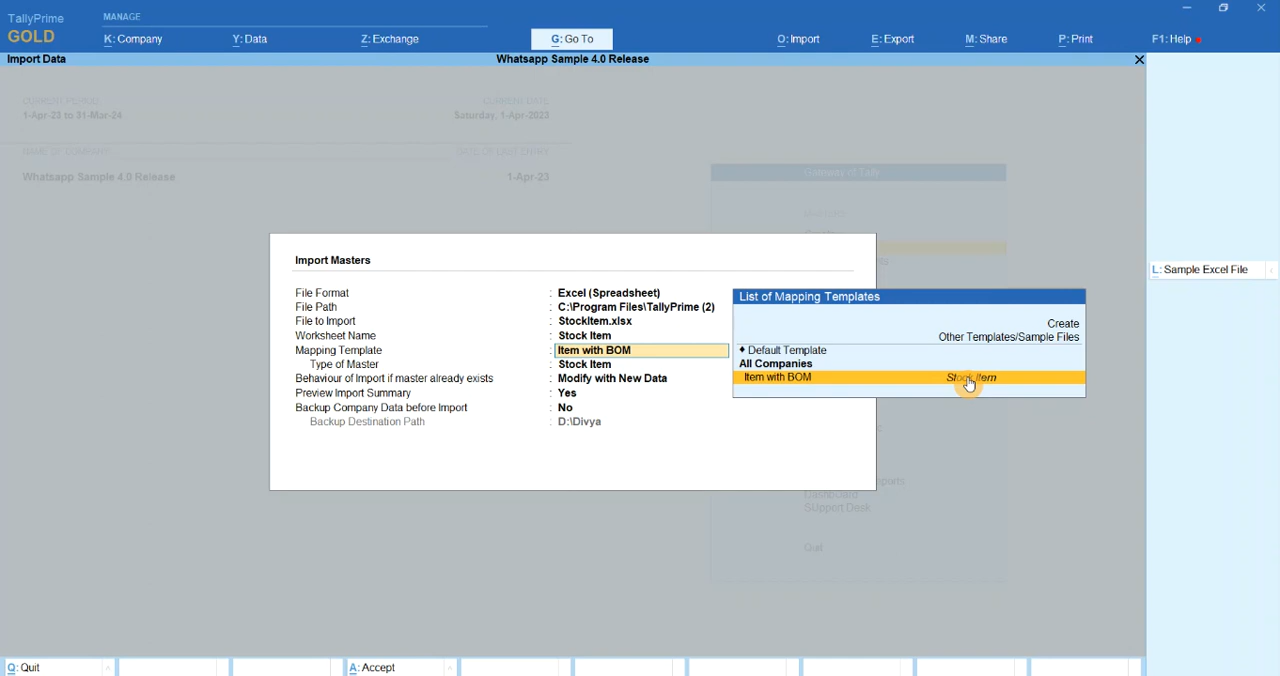 TallyPrime
MANAGE
GOLD
K: Company
Y: Data
Z: Exchange
G: Go To
O: Import
E: Export
M: Share
P: Print
F1: Help
Import Data
Whatsapp Sample 4.0 Release
CURRENT PERIOD
CURRENT DATE
1-Apr-23 to 31-Mar-24
Saturday, 1-Apr-2023
NAME OF COMPANY
DATE OF LAST ENTRY
Whatsapp Sample 4.0 Release
1-Apr-23
Gateway of Tally
Import Masters
File Format : Excel (Spreadsheet)
File Path : C:\Program Files\TallyPrime (2)
File to Import : StockItem.xlsx
Worksheet Name : Stock Item
Mapping Template : Item with BOM
Type of Master : Stock Item
Behaviour of Import if master already exists : Modify with New Data
Preview Import Summary : Yes
Backup Company Data before Import : No
Backup Destination Path : D:\Divya
List of Mapping Templates
Create
Other Templates/Sample Files
♦ Default Template
All Companies
Item with BOM Stock Item
L: Sample Excel File
Dashboard
SUpport Desk
Quit
Q: Quit
A: Accept